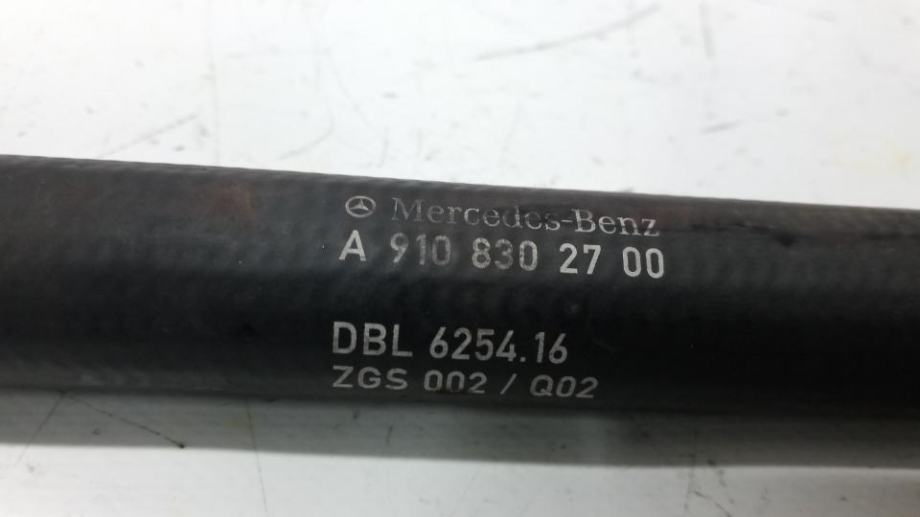 Mercedes-Benz
A 910 830 27 00
DBL 6254.16
ZGS 002 / Q02